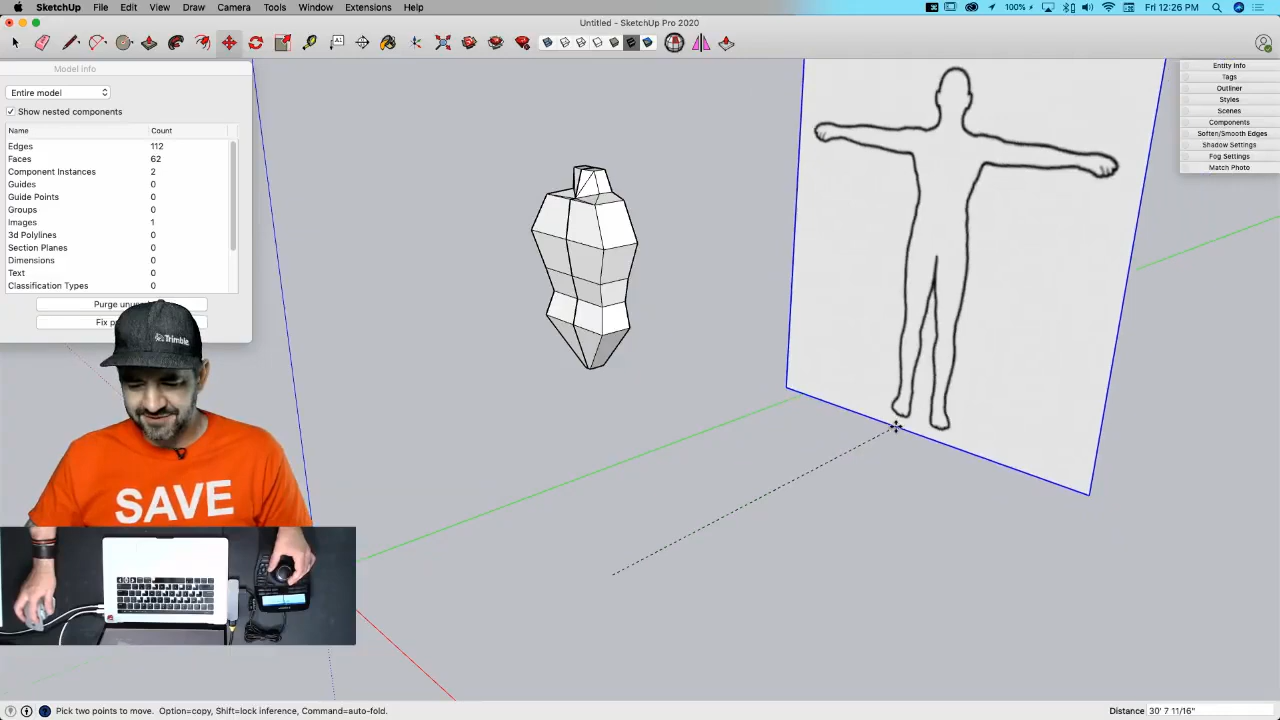 SketchUp File Edit View Draw Camera Tools Window Extensions Help 100% Fri 12:26 PM
Untitled - SketchUp Pro 2020
Model Info
Entire model
Show nested components
Name Count
Edges 112
Faces 62
Component Instances 2
Guides 0
Guide Points 0
Groups 0
Images 1
3d Polylines 0
Section Planes 0
Dimensions 0
Text 0
Classification Types 0
Purge unu
Fix p
Entity Info
Tags
Outliner
Styles
Scenes
Components
Soften/Smooth Edges
Shadow Settings
Fog Settings
Match Photo
Trimble
SAVE
Pick two points to move. Option=copy, Shift=lock inference, Command=auto-fold.
Distance 30' 7 11/16"